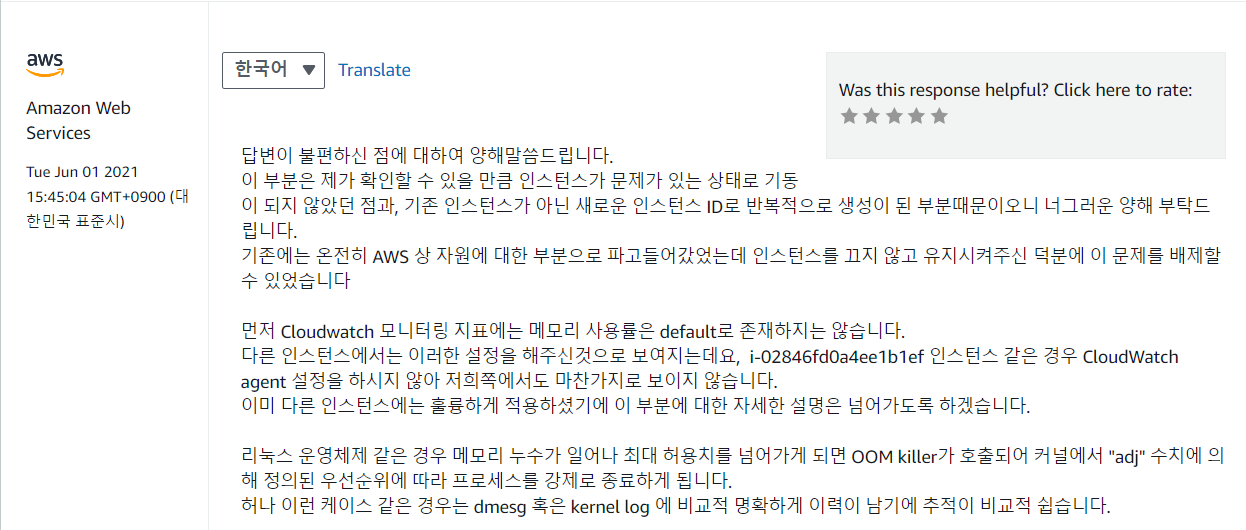 aws
Amazon Web
Services
Tue Jun 01 2021
15:45:04 GMT+0900 (대
한민국 표준시)
한국어 ▼ Translate
Was this response helpful? Click here to rate:
답변이 불편하신 점에 대하여 양해말씀드립니다.
이 부분은 제가 확인할 수 있을 만큼 인스턴스가 문제가 있는 상태로 기동
이 되지 않았던 점과, 기존 인스턴스가 아닌 새로운 인스턴스 ID로 반복적으로 생성이 된 부분때문이오니 너그러운 양해 부탁드
립니다.
기존에는 온전히 AWS 상 자원에 대한 부분으로 파고들어갔었는데 인스턴스를 끄지 않고 유지시켜주신 덕분에 이 문제를 배제할
수 있었습니다
먼저 Cloudwatch 모니터링 지표에는 메모리 사용률은 default로 존재하지는 않습니다.
다른 인스턴스에서는 이러한 설정을 해주신것으로 보여지는데요, i-02846fd0a4ee1b1ef 인스턴스 같은 경우 CloudWatch
agent 설정을 하시지 않아 저희쪽에서도 마찬가지로 보이지 않습니다.
이미 다른 인스턴스에는 훌륭하게 적용하셨기에 이 부분에 대한 자세한 설명은 넘어가도록 하겠습니다.
리눅스 운영체제 같은 경우 메모리 누수가 일어나 최대 허용치를 넘어가게 되면 OOM killer가 호출되어 커널에서 "adj" 수치에 의
해 정의된 우선순위에 따라 프로세스를 강제로 종료하게 됩니다.
허나 이런 케이스 같은 경우는 dmesg 혹은 kernel log 에 비교적 명확하게 이력이 남기에 추적이 비교적 쉽습니다.